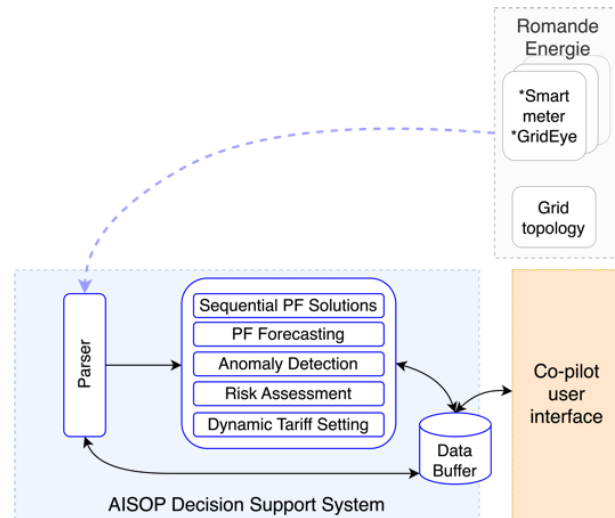 Romande
Energie
*Smart
meter
*GridEye
Grid
topology
Parser
Sequential PF Solutions
PF Forecasting
Anomaly Detection
Risk Assessment
Dynamic Tariff Setting
Data
Buffer
Co-pilot
user
interface
AISOP Decision Support System